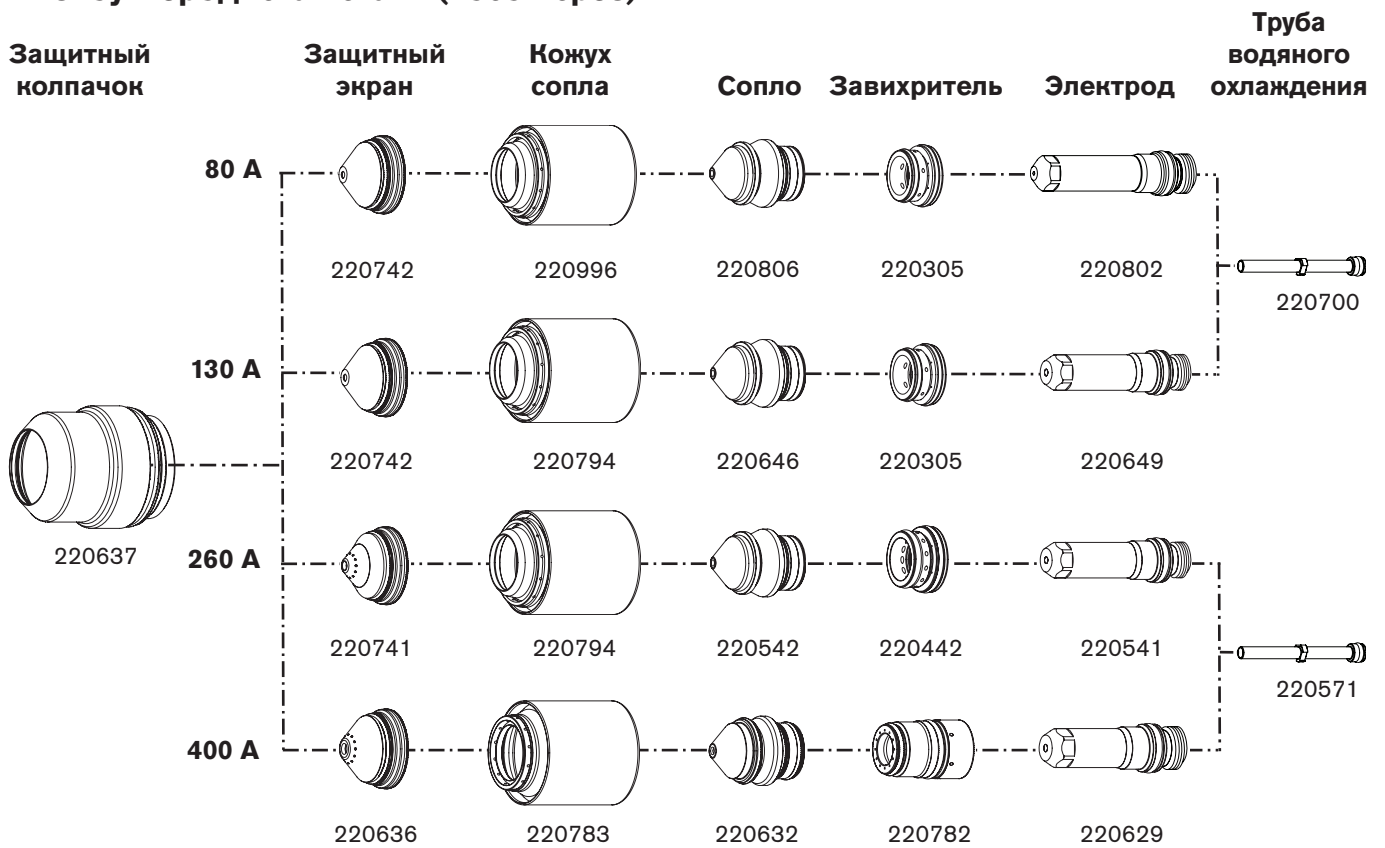 Труба
Защитный Защитный Кожух водяного
колпачок экран сопла Сопло Завихритель Электрод охлаждения
80 А
220742 220996 220806 220305 220802
220700
130 А
220742 220794 220646 220305 220649
220637
260 А
220741 220794 220542 220442 220541
220571
400 А
220636 220783 220632 220782 220629